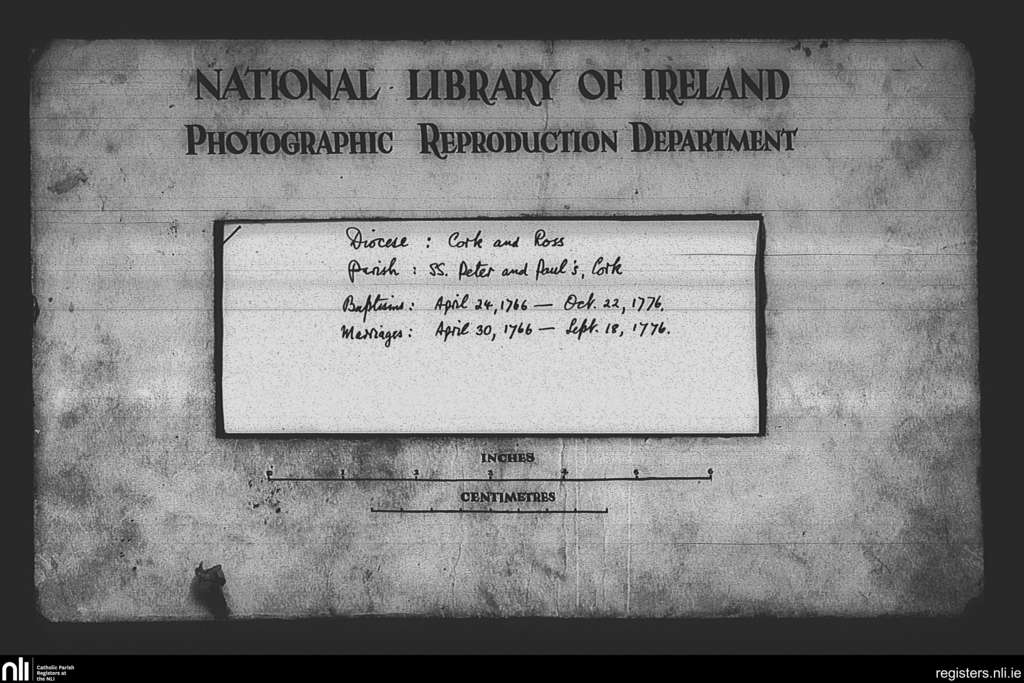 NATIONAL LIBRARY OF IRELAND
PHOTOGRAPHIC REPRODUCTION DEPARTMENT
Diocese : Cork and Ross
Parish : SS. Peter and Paul's, Cork
Baptisms: April 24, 1766 — Oct. 22, 1776.
Marriages: April 30, 1766 — Sept. 18, 1776.
INCHES
CENTIMETRES
nli
Catholic Parish
Registers at
the NLI
registers.nli.ie